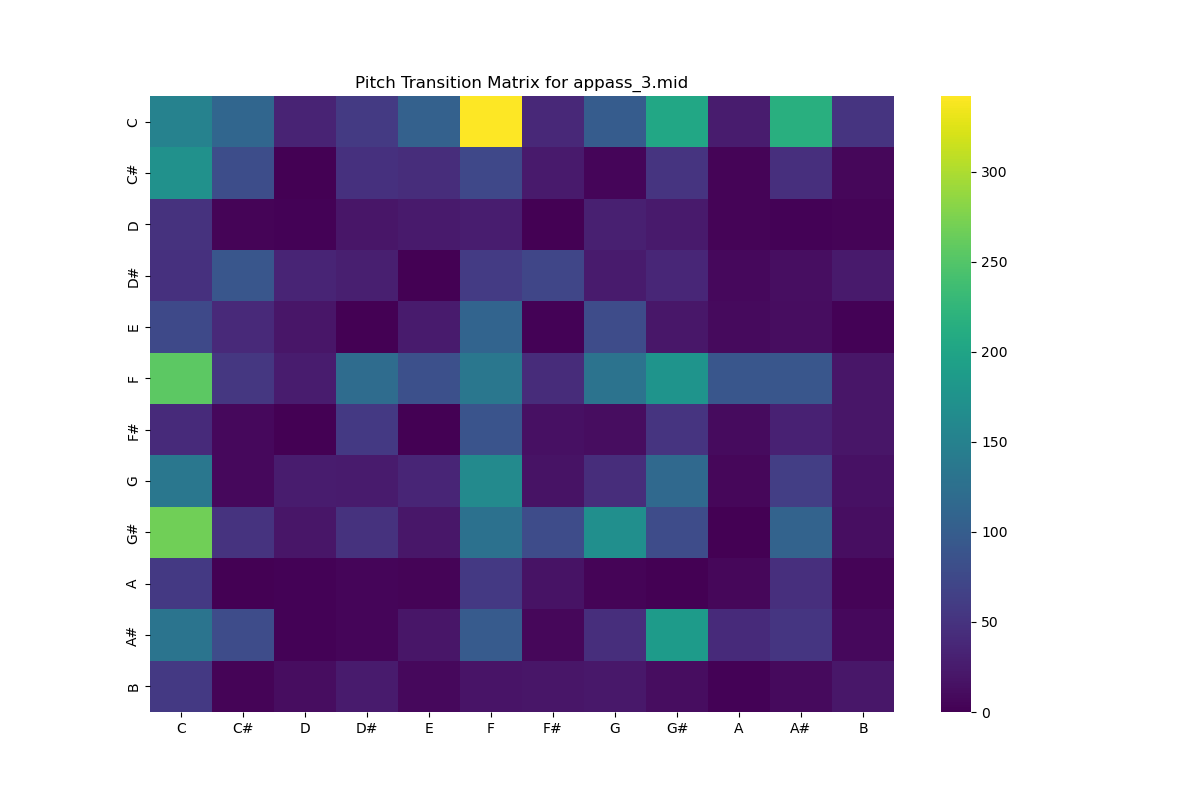 Pitch Transition Matrix for appass_3.mid
C
C#
D
D#
E
F
F#
G
G#
A
A#
B
C C# D D# E F F# G G# A A# B
300
250
200
150
100
50
0